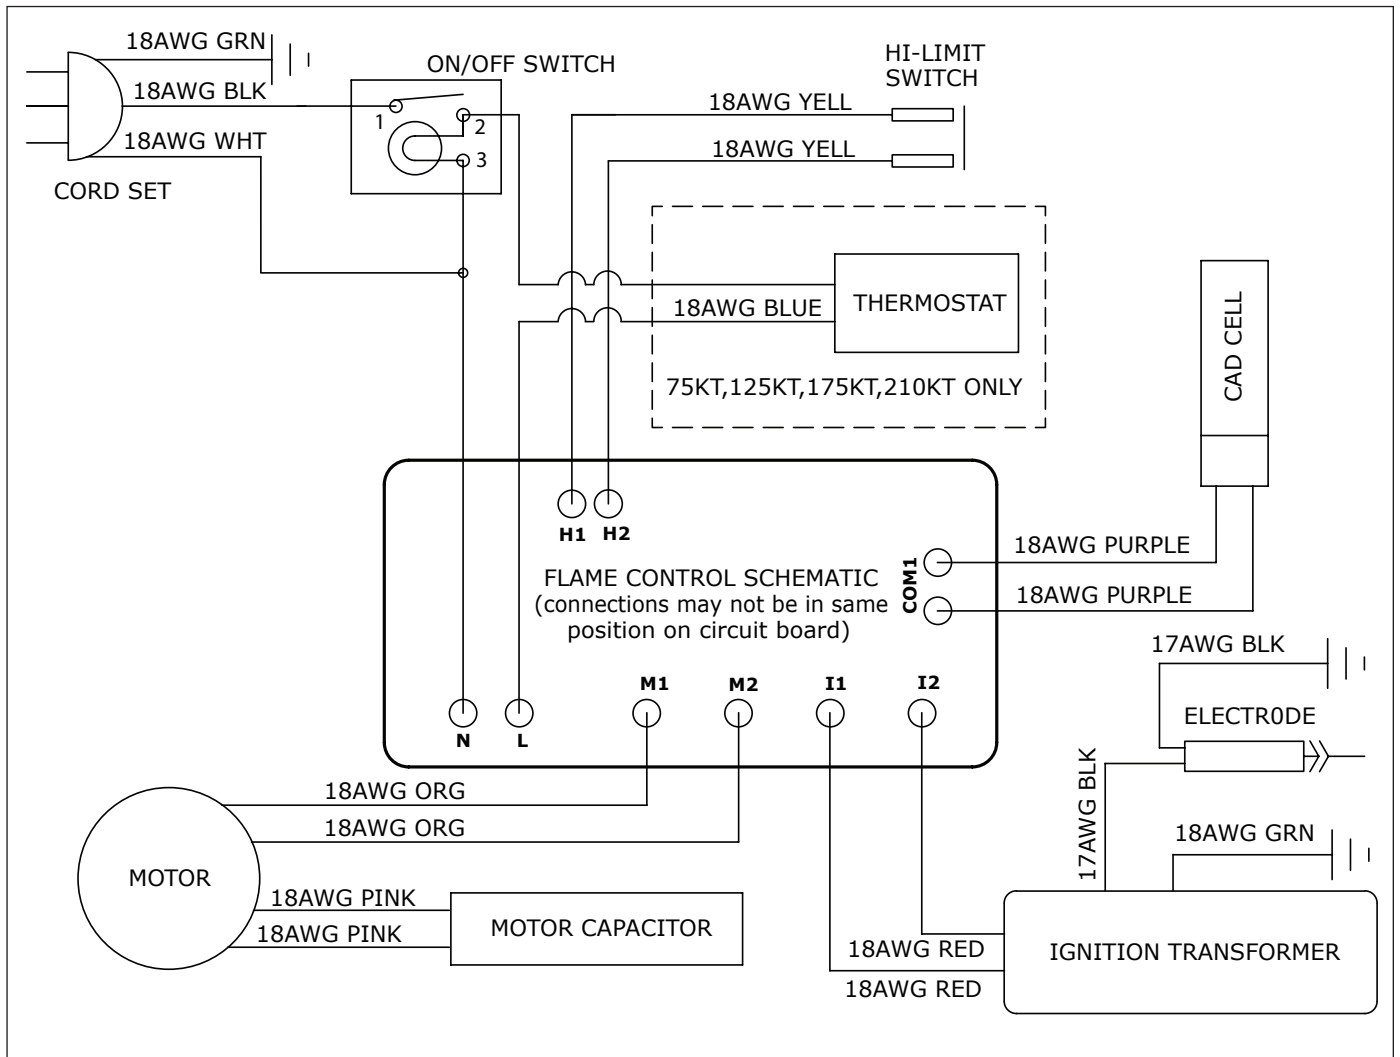 18AWG GRN
18AWG BLK
18AWG WHT
CORD SET
ON/OFF SWITCH
1
2
3
HI-LIMIT
SWITCH
18AWG YELL
18AWG YELL
THERMOSTAT
18AWG BLUE
75KT,125KT,175KT,210KT ONLY
CAD CELL
H1 H2
FLAME CONTROL SCHEMATIC
(connections may not be in same
position on circuit board)
COM1
18AWG PURPLE
18AWG PURPLE
N L M1 M2 I1 I2
17AWG BLK
ELECTR0DE
17AWG BLK
18AWG GRN
18AWG ORG
18AWG ORG
MOTOR
18AWG PINK
18AWG PINK
MOTOR CAPACITOR
18AWG RED
18AWG RED
IGNITION TRANSFORMER